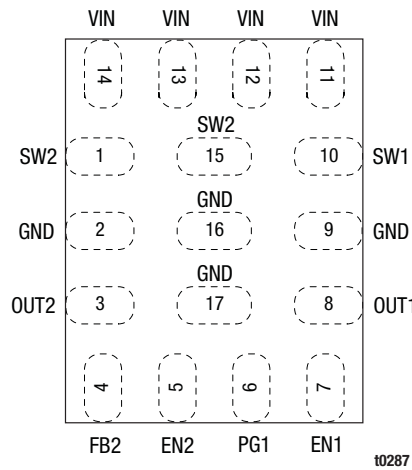 VIN VIN VIN VIN
14 13 12 11
SW2
SW2 1 15 10 SW1
GND
GND 2 16 9 GND
GND
OUT2 3 17 8 OUT1
4 5 6 7
FB2 EN2 PG1 EN1
t0287